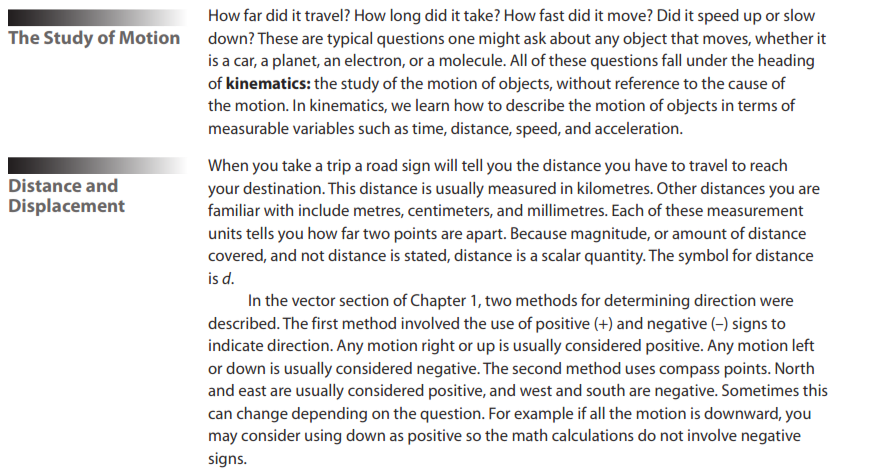 The Study of Motion
How far did it travel? How long did it take? How fast did it move? Did it speed up or slow
down? These are typical questions one might ask about any object that moves, whether it
is a car, a planet, an electron, or a molecule. All of these questions fall under the heading
of kinematics: the study of the motion of objects, without reference to the cause of
the motion. In kinematics, we learn how to describe the motion of objects in terms of
measurable variables such as time, distance, speed, and acceleration.
Distance and
Displacement
When you take a trip a road sign will tell you the distance you have to travel to reach
your destination. This distance is usually measured in kilometres. Other distances you are
familiar with include metres, centimeters, and millimetres. Each of these measurement
units tells you how far two points are apart. Because magnitude, or amount of distance
covered, and not distance is stated, distance is a scalar quantity. The symbol for distance
is d.
In the vector section of Chapter 1, two methods for determining direction were
described. The first method involved the use of positive (+) and negative (–) signs to
indicate direction. Any motion right or up is usually considered positive. Any motion left
or down is usually considered negative. The second method uses compass points. North
and east are usually considered positive, and west and south are negative. Sometimes this
can change depending on the question. For example if all the motion is downward, you
may consider using down as positive so the math calculations do not involve negative
signs.